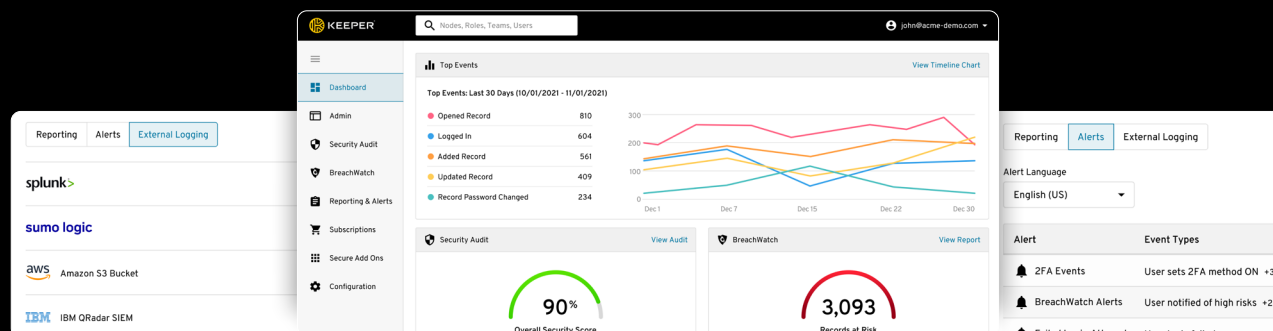 KEEPER
Nodes, Roles, Teams, Users
john@acme-demo.com
Dashboard
Admin
Security Audit
BreachWatch
Reporting & Alerts
Subscriptions
Secure Add Ons
Configuration
Top Events
View Timeline Chart
Top Events: Last 30 Days (10/01/2021 - 11/01/2021)
Opened Record 810
Logged In 604
Added Record 561
Updated Record 409
Record Password Changed 234
300
200
100
0
Dec 1 Dec 7 Dec 15 Dec 22 Dec 30
Security Audit View Audit
90%
Overall Security Score
BreachWatch View Report
3,093
Records at Risk
Reporting Alerts External Logging
splunk>
sumo logic
aws Amazon S3 Bucket
IBM IBM QRadar SIEM
Reporting Alerts External Logging
Alert Language
English (US)
Alert Event Types
2FA Events User sets 2FA method ON +3
BreachWatch Alerts User notified of high risks +2